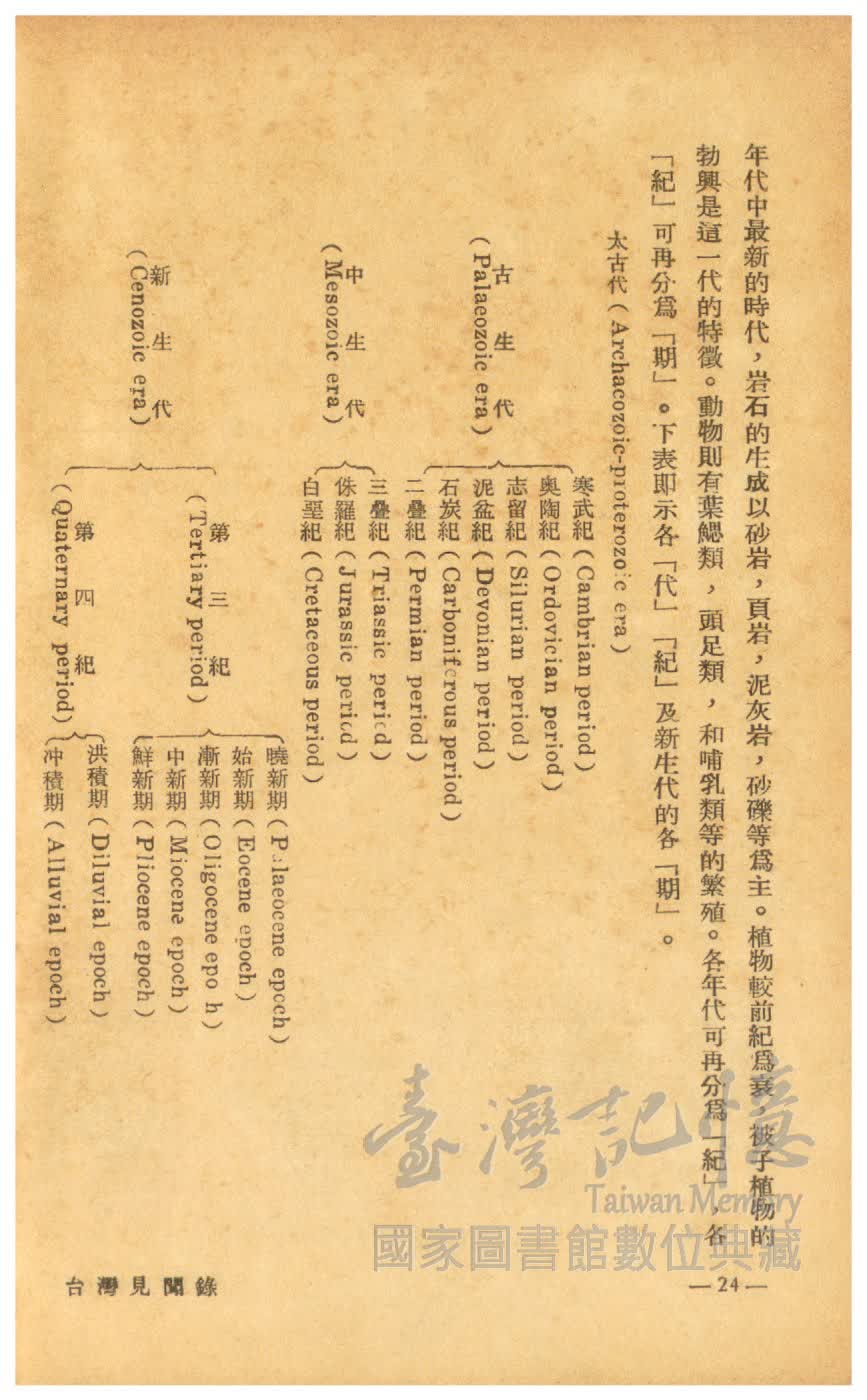 年代中最新的時代，岩石的生成以砂岩，頁岩，泥灰岩，砂礫等爲主。植物較前紀爲衰，被子植物的
勃興是這一代的特徵。動物則有葉鰓類，頭足類，和哺乳類等的繁殖。各年代可再分爲「紀」，各
「紀」可再分爲「期」。下表即示各「代」「紀」及新生代的各「期」。
太古代（Archacozoic-proterozoic era）
古生代
（Palaeozoic era）
寒武紀（Cambrian period）
奧陶紀（Ordovician period）
志留紀（Silurian period）
泥盆紀（Devonian period）
石炭紀（Carboniferous period）
二疊紀（Permian period）
中生代
（Mesozoic era）
三疊紀（Triassic period）
侏羅紀（Jurassic period）
白堊紀（Cretaceous period）
新生代
（Cenozoic era）
第三紀
（Tertiary period）
曉新期（Palaeocene epoch）
始新期（Eocene epoch）
漸新期（Oligocene epo h）
中新期（Miocene epoch）
鮮新期（Pliocene epoch）
第四紀
（Quaternary period）
洪積期（Diluvial epoch）
冲積期（Alluvial epoch）
臺灣記憶
Taiwan Memory
國家圖書館數位典藏
—24—
台灣見聞錄